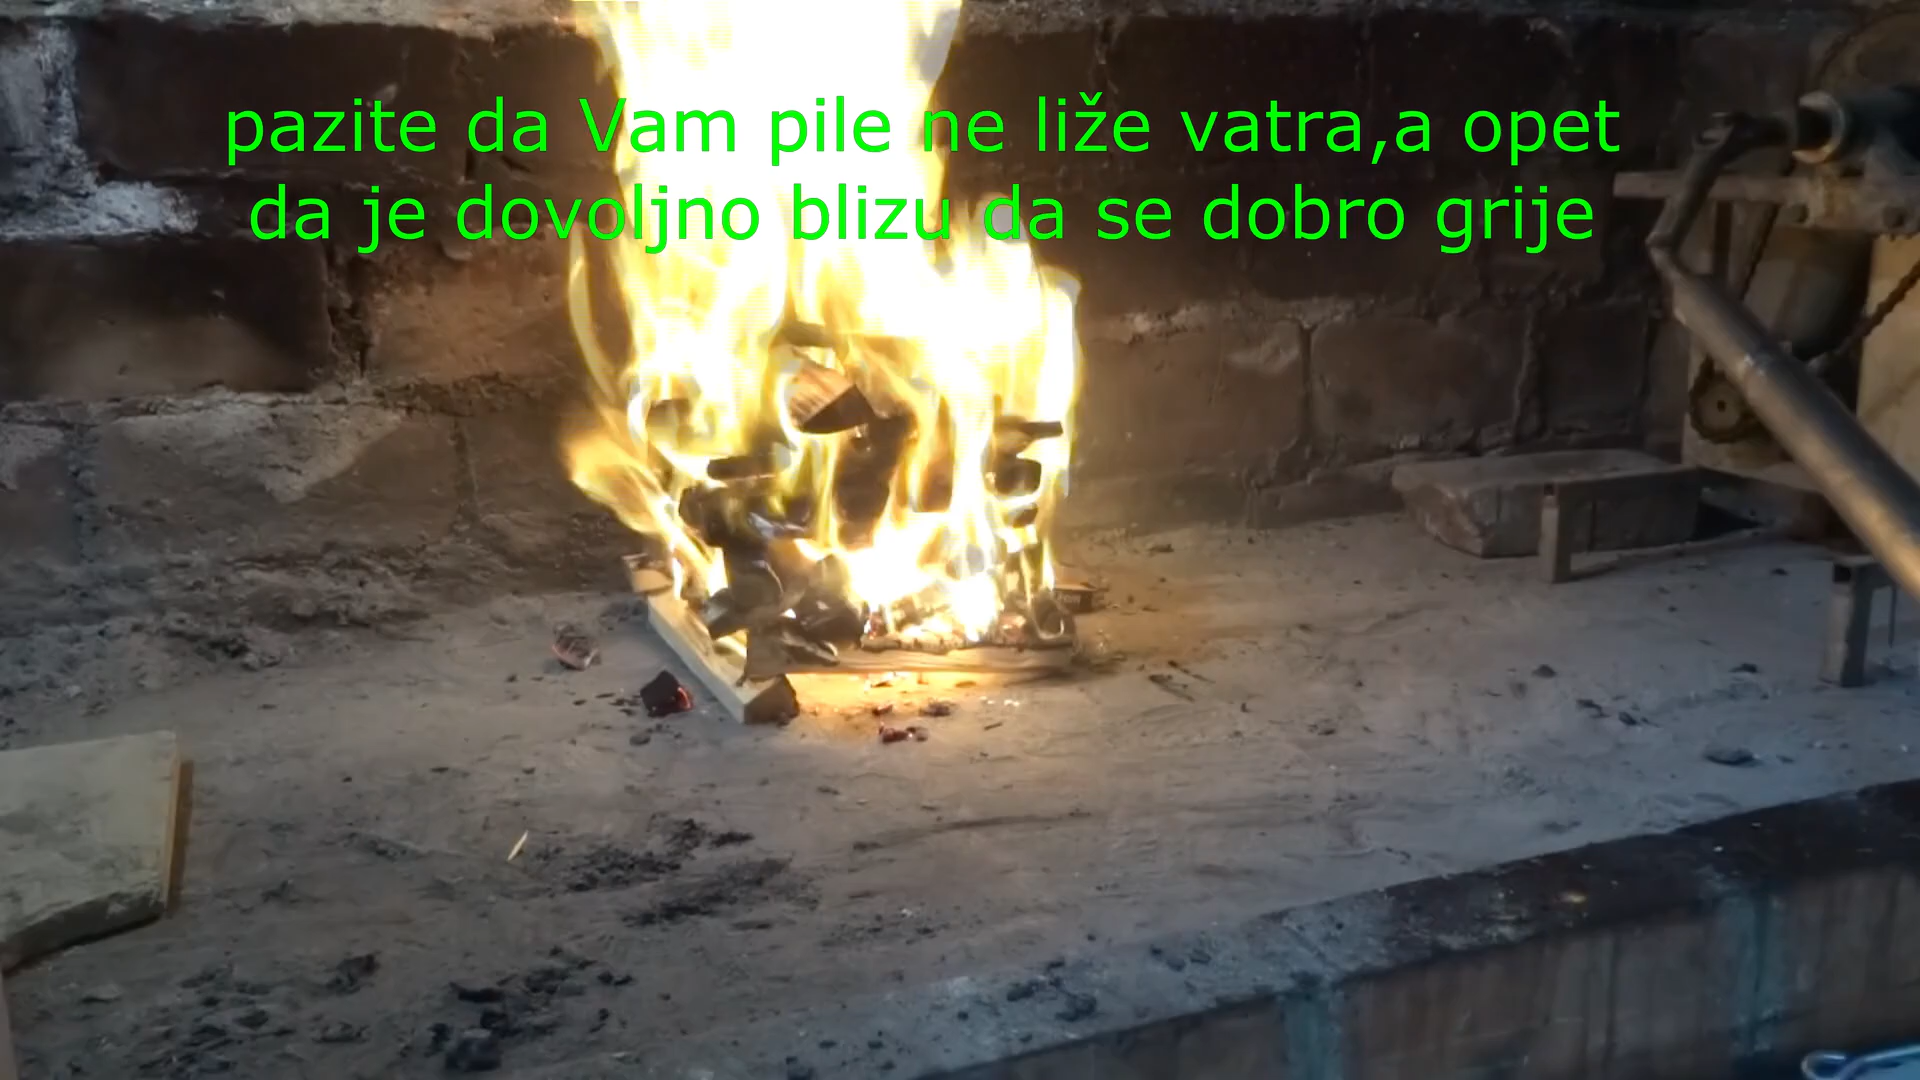 pazite da Vam pile ne liže vatra,a opet
da je dovoljno blizu da se dobro grije